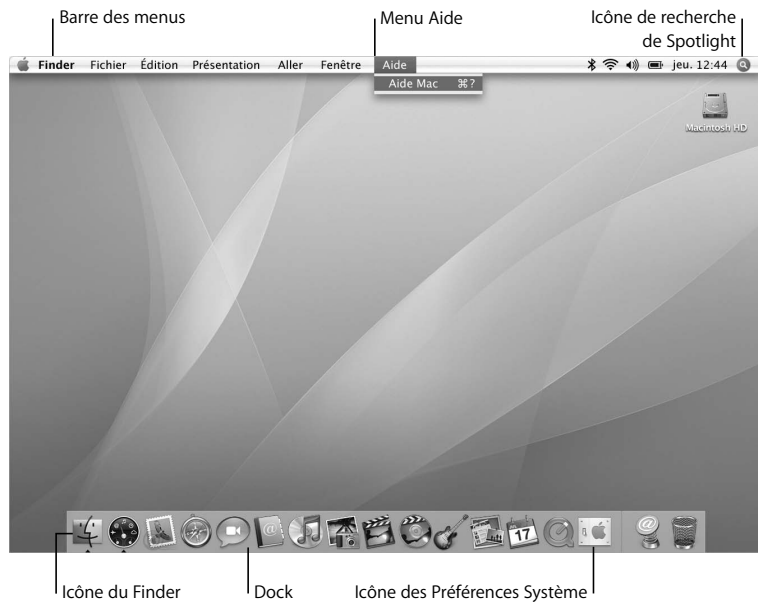 Barre des menus
Menu Aide
Icône de recherche
de Spotlight
Finder Fichier Édition Présentation Aller Fenêtre Aide jeu. 12:44
Aide Mac ⌘?
Macintosh HD
17
Icône du Finder
Dock
Icône des Préférences Système